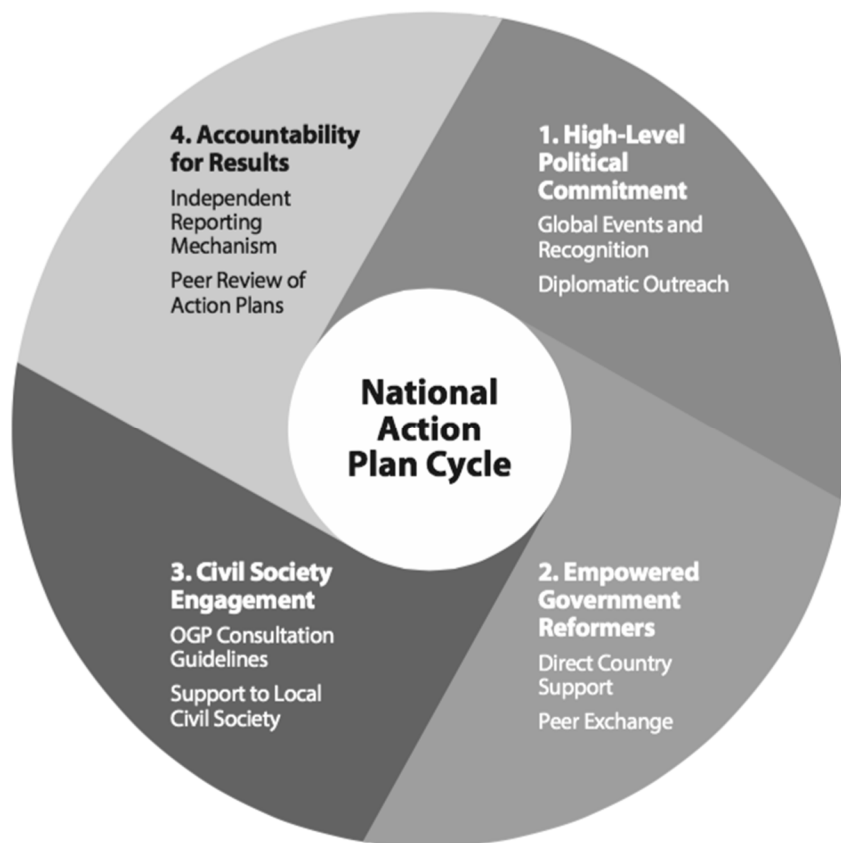 4. Accountability
for Results
Independent
Reporting
Mechanism
Peer Review of
Action Plans
1. High-Level
Political
Commitment
Global Events and
Recognition
Diplomatic Outreach
National
Action
Plan Cycle
3. Civil Society
Engagement
OGP Consultation
Guidelines
Support to Local
Civil Society
2. Empowered
Government
Reformers
Direct Country
Support
Peer Exchange